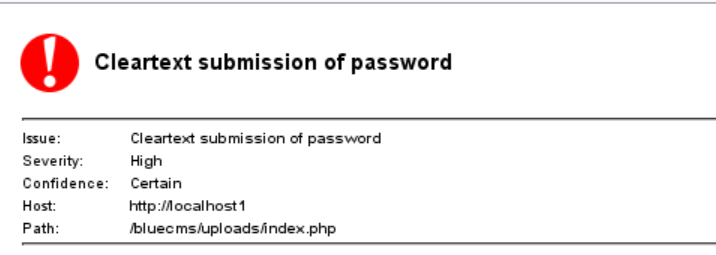 Cleartext submission of password
Issue: Cleartext submission of password
Severity: High
Confidence: Certain
Host: http://localhost1
Path: /bluecms/uploads/index.php